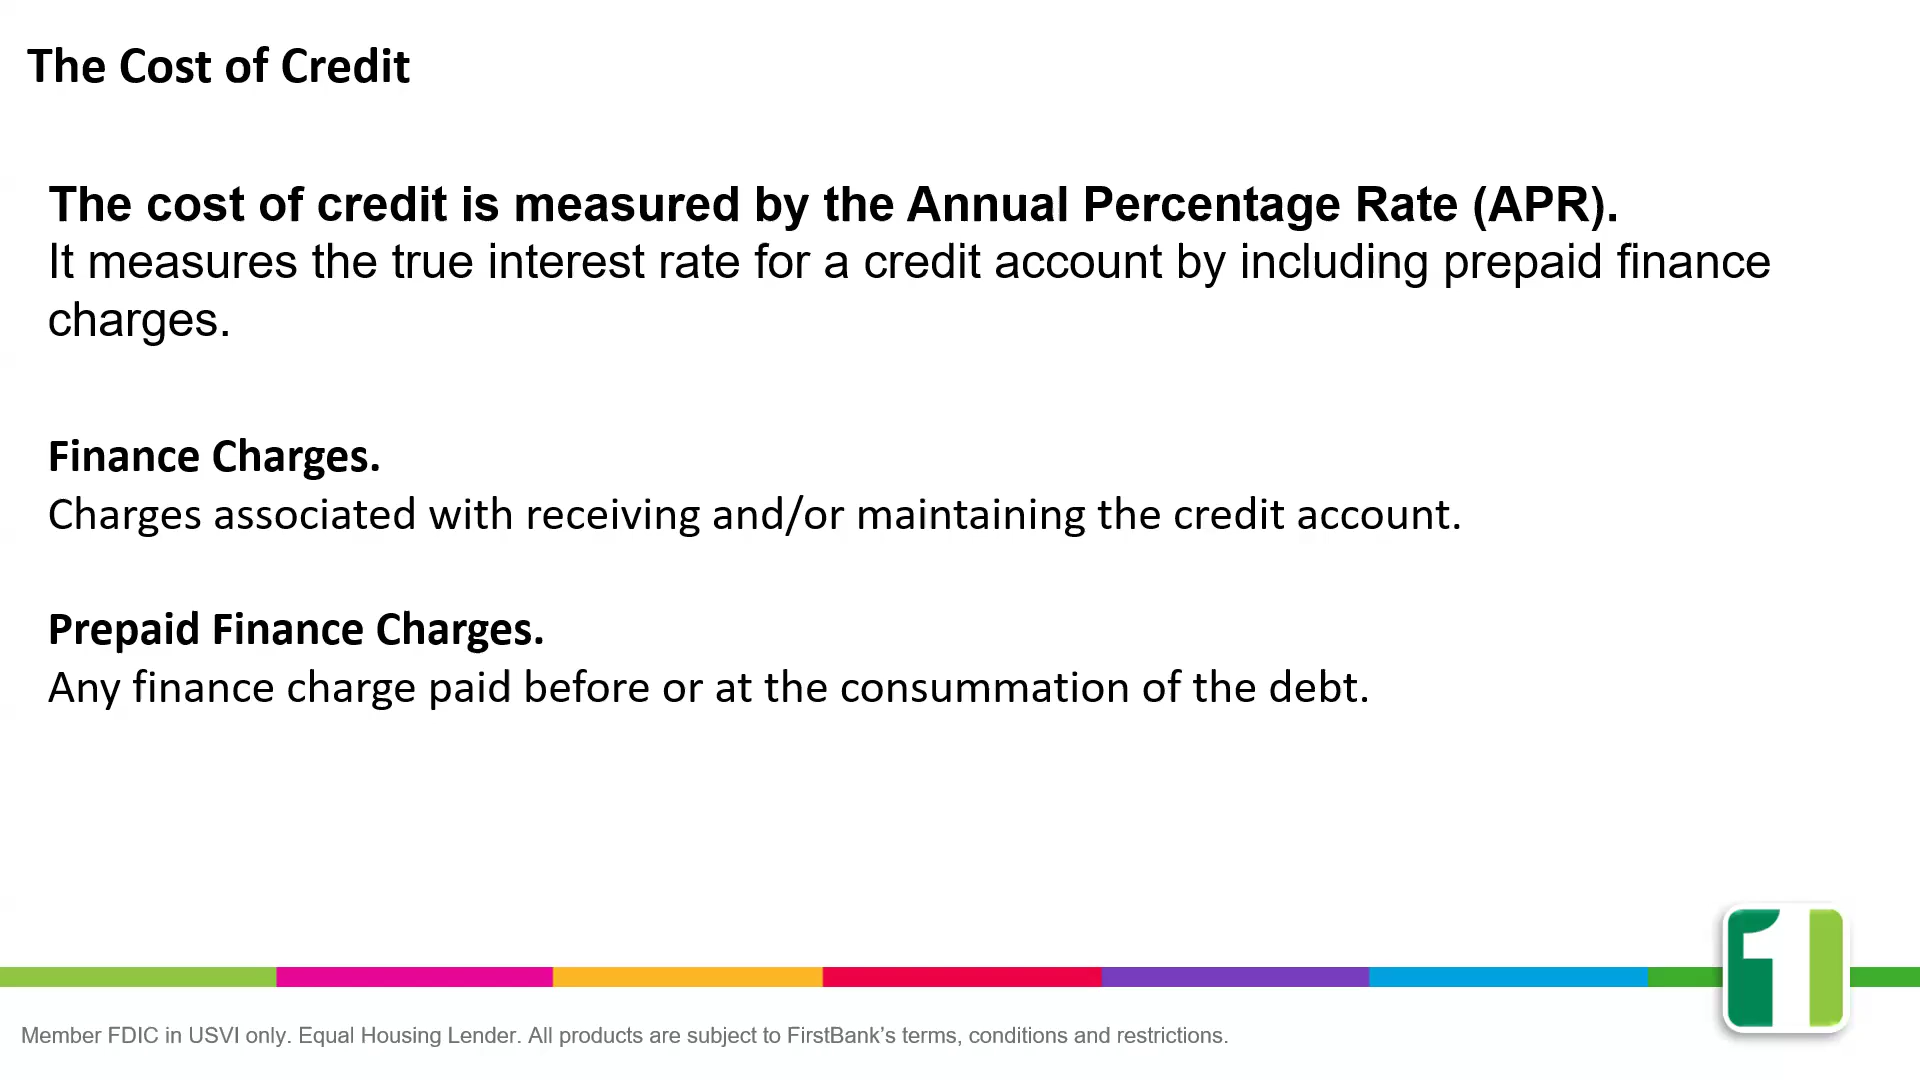 The Cost of Credit
The cost of credit is measured by the Annual Percentage Rate (APR).
It measures the true interest rate for a credit account by including prepaid finance
charges.
Finance Charges.
Charges associated with receiving and/or maintaining the credit account.
Prepaid Finance Charges.
Any finance charge paid before or at the consummation of the debt.
1
Member FDIC in USVI only. Equal Housing Lender. All products are subject to FirstBank’s terms, conditions and restrictions.